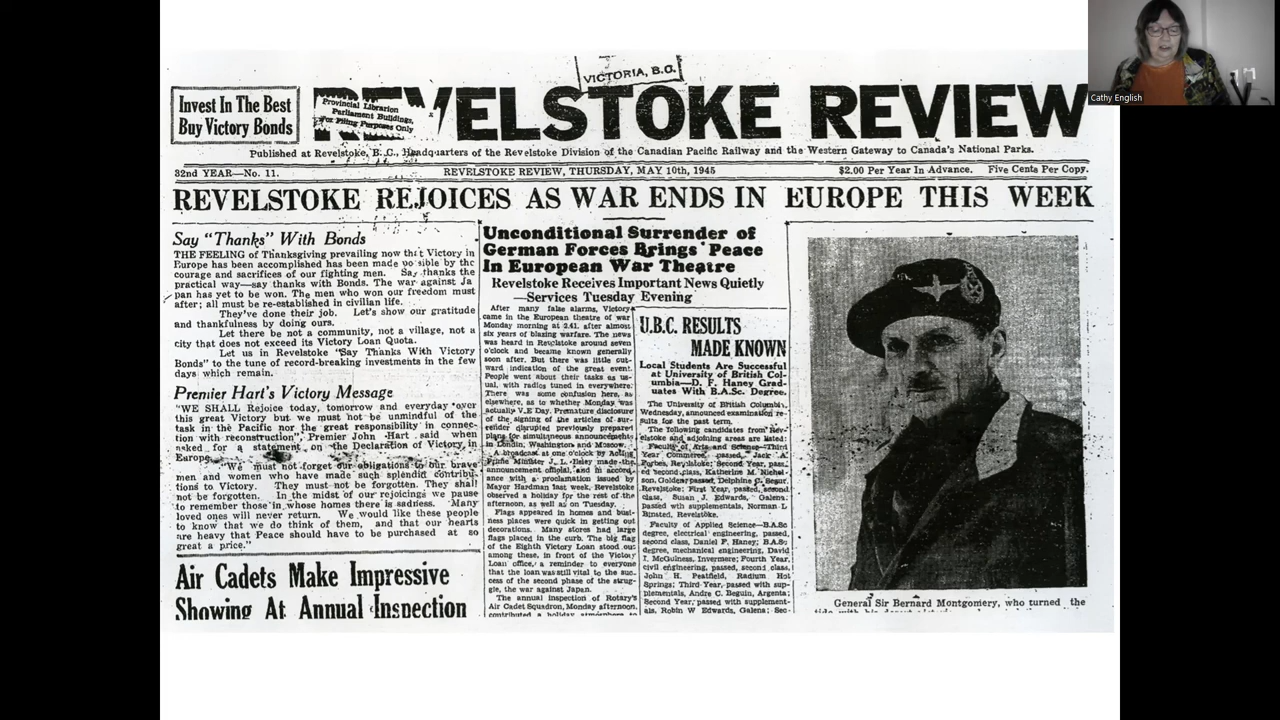 VICTORIA, B.C.
Invest In The Best
Buy Victory Bonds
Provincial Librarian
Parliament Buildings,
For Filing Purposes Only
REVELSTOKE REVIEW
Published at Revelstoke, B. C., Headquarters of the Revelstoke Division of the Canadian Pacific Railway and the Western Gateway to Canada's National Parks.
32nd YEAR—No. 11.
REVELSTOKE REVIEW, THURSDAY, MAY 10th, 1945
$2.00 Per Year In Advance. Five Cents Per Copy.
REVELSTOKE REJOICES AS WAR ENDS IN EUROPE THIS WEEK
Say "Thanks" With Bonds
THE FEELING of Thanksgiving prevailing now that Victory in
Europe has been accomplished has been made possible by the
courage and sacrifices of our fighting men. Say thanks the
practical way—say thanks with Bonds. The war against Ja
pan has yet to be won. The men who won our freedom must
after; all must be re-established in civilian life.
They've done their job. Let's show our gratitude
and thankfulness by doing ours.
Let there be not a community, not a village, not a
city that does not exceed its Victory Loan Quota.
Let us in Revelstoke "Say Thanks With Victory
Bonds" to the tune of record-breaking investments in the few
days which remain.
Premier Hart's Victory Message
"WE SHALL Rejoice today, tomorrow and everyday over
this great Victory but we must not be unmindful of the
task in the Pacific nor the great responsibility in connec-
tion with reconstruction", Premier John Hart said when
asked for a statement on the Declaration of Victory in
Europe.
"We must not forget our obligations to our brave
men and women who have made such splendid contribu-
tions to Victory. They must not be forgotten. They shall
not be forgotten. In the midst of our rejoicings we pause
to remember those in whose homes there is sadness. Many
loved ones will never return. We would like these people
to know that we do think of them, and that our hearts
are heavy that Peace should have to be purchased at so
great a price."
Air Cadets Make Impressive
Showing At Annual Inspection
Unconditional Surrender of
German Forces Brings Peace
In European War Theatre
Revelstoke Receives Important News Quietly
—Services Tuesday Evening
After many false alarms, Victory
came in the European theatre of war
Monday morning at 2.41, after almost
six years of blazing warfare. The news
was heard in Revelstoke around seven
o'clock and became known generally
soon after. But there was little out-
ward indication of the great event.
People went about their tasks as us-
ual, with radios tuned in everywhere.
There was some confusion here, as
elsewhere, as to whether Monday was
actually V.E Day. Premature disclosure
of the signing of the articles of sur-
render disrupted previously prepared
plans for simultaneous announcements
in London, Washington and Moscow.
A broadcast at one o'clock by Acting
Prime Minister J. L. Ilsley made the
announcement official, and in accord-
ance with a proclamation issued by
Mayor Hardman last week, Revelstoke
observed a holiday for the rest of the
afternoon, as well as on Tuesday.
Flags appeared in homes and busi-
ness places were quick in getting out
decorations. Many stores had large
flags placed in the curb. The big flag
of the Eighth Victory Loan stood out
among these, in front of the Victory
Loan office, a reminder to everyone
that the loan was still vital to the suc-
cess of the second phase of the strug-
gle, the war against Japan.
The annual inspection of Rotary's
Air Cadet Squadron, Monday afternoon,
contributed a holiday atmosphere to
U.B.C. RESULTS
MADE KNOWN
Local Students Are Successful
at University of British Col-
umbia—D. F. Haney Grad-
uates With B.A.Sc. Degree.
The University of British Columbia,
Wednesday, announced examination re-
sults for the past term.
The following candidates from Rev-
elstoke and adjoining areas are listed:
Faculty of Arts and Science—Third
Year Commerce, passed, Jack A.
Forbes, Revelstoke; Second Year, pass-
ed second class, Katherine M. Nichol-
son, Golden; passed, Delphine C.
Revelstoke; First Year, passed, second
class, Susan J. Edwards, Galena;
passed with supplementals, Norman L.
Bimsted, Revelstoke.
Faculty of Applied Science—B.A.Sc
degree, electrical engineering, passed,
second class, Daniel F. Haney; B.A.Sc
degree, mechanical engineering, David
J. McGuiness, Invermere; Fourth Year,
civil engineering, passed, second class,
John H. Peatfield, Radium Hot
Springs; Third Year, passed with sup-
plementals, Andre C. Beguin, Argenta;
Second Year, passed with supplement-
als, Robin W Edwards, Galena; Sec-
General Sir Bernard Montgomery, who turned the
Cathy English